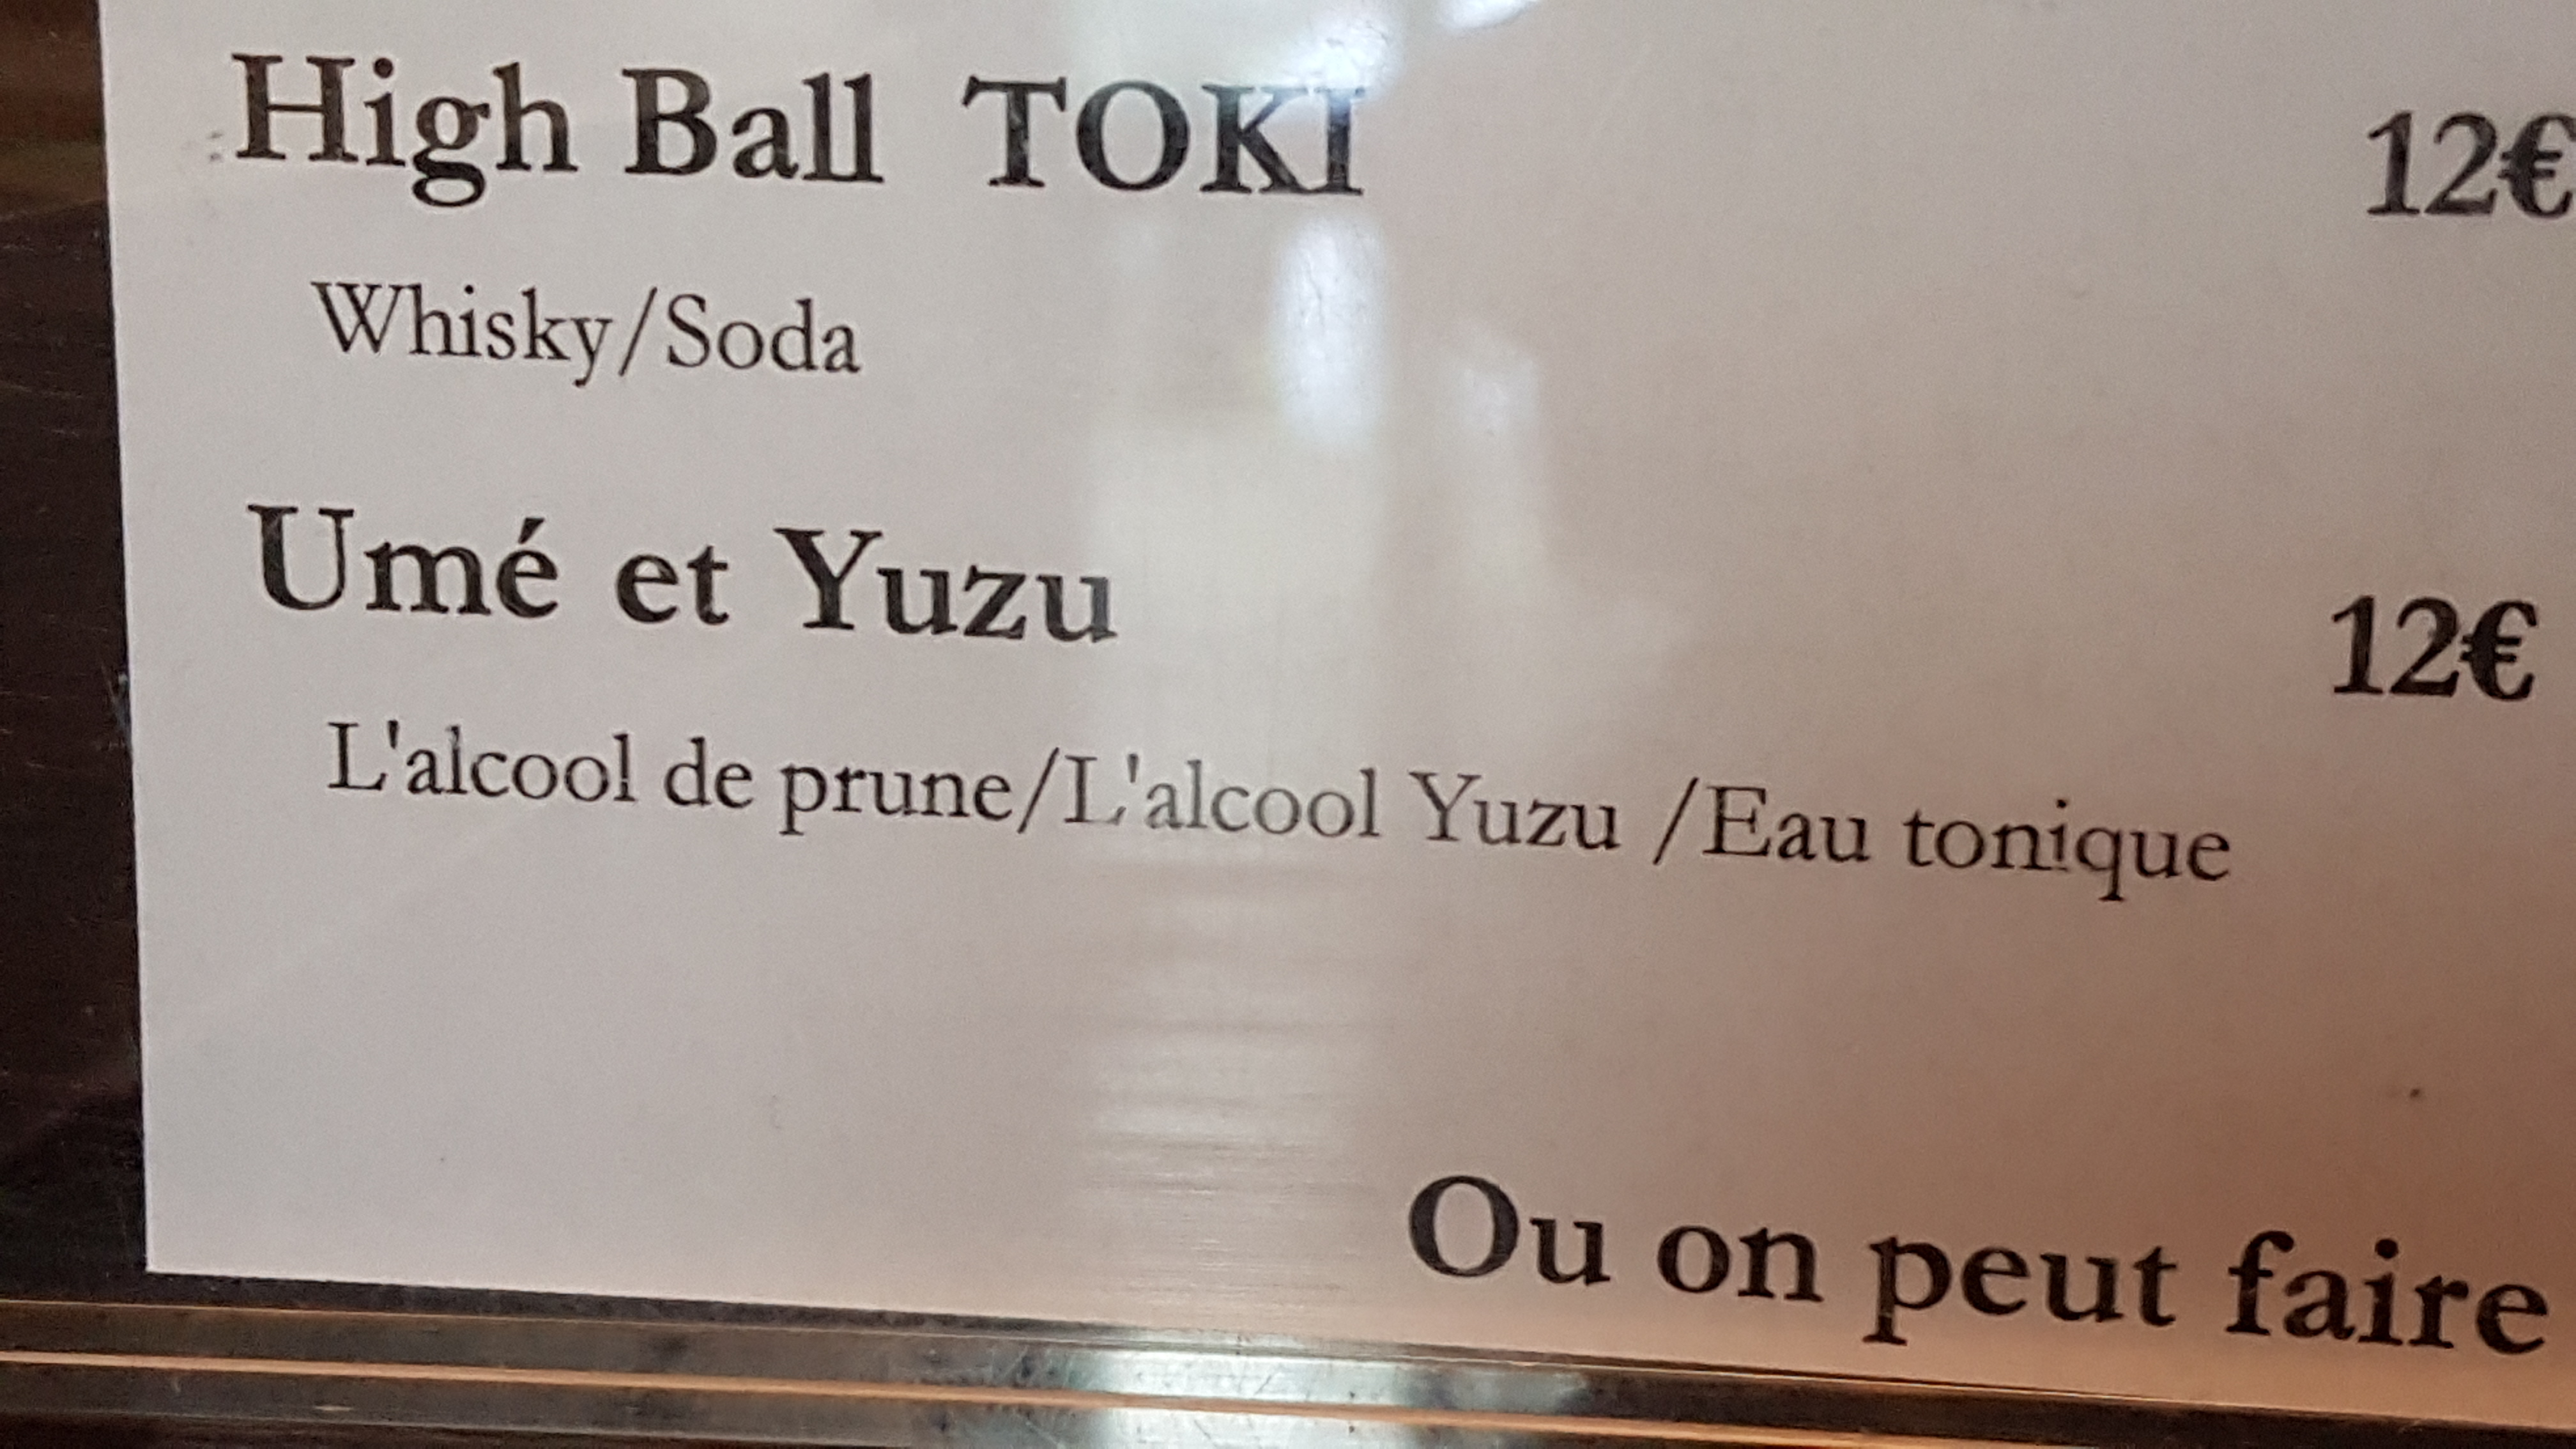 High Ball TOKI 12€
Whisky/Soda
Umé et Yuzu 12€
L'alcool de prune/L'alcool Yuzu /Eau tonique
Ou on peut faire